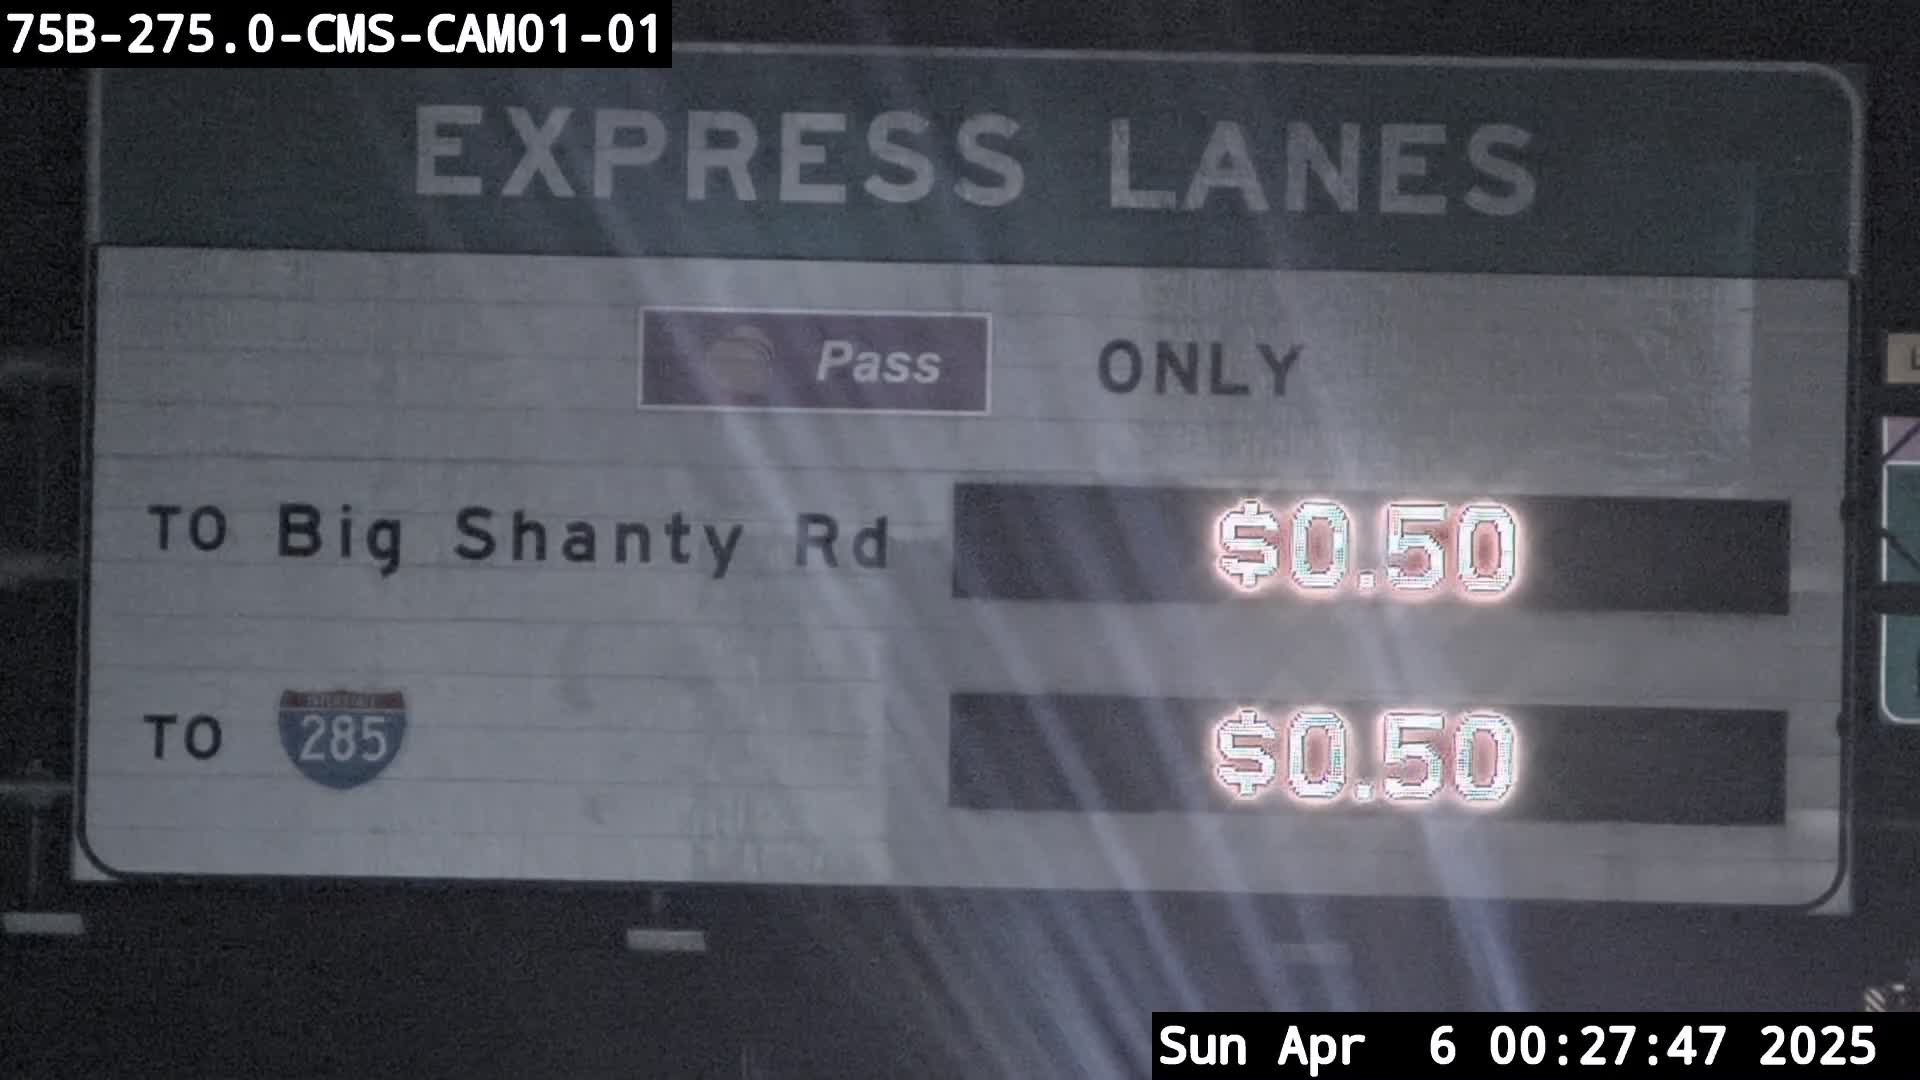 75B-275.0-CMS-CAM01-01
EXPRESS LANES
Pass ONLY
TO Big Shanty Rd $0.50
TO INTERSTATE 285 $0.50
Sun Apr 6 00:27:47 2025